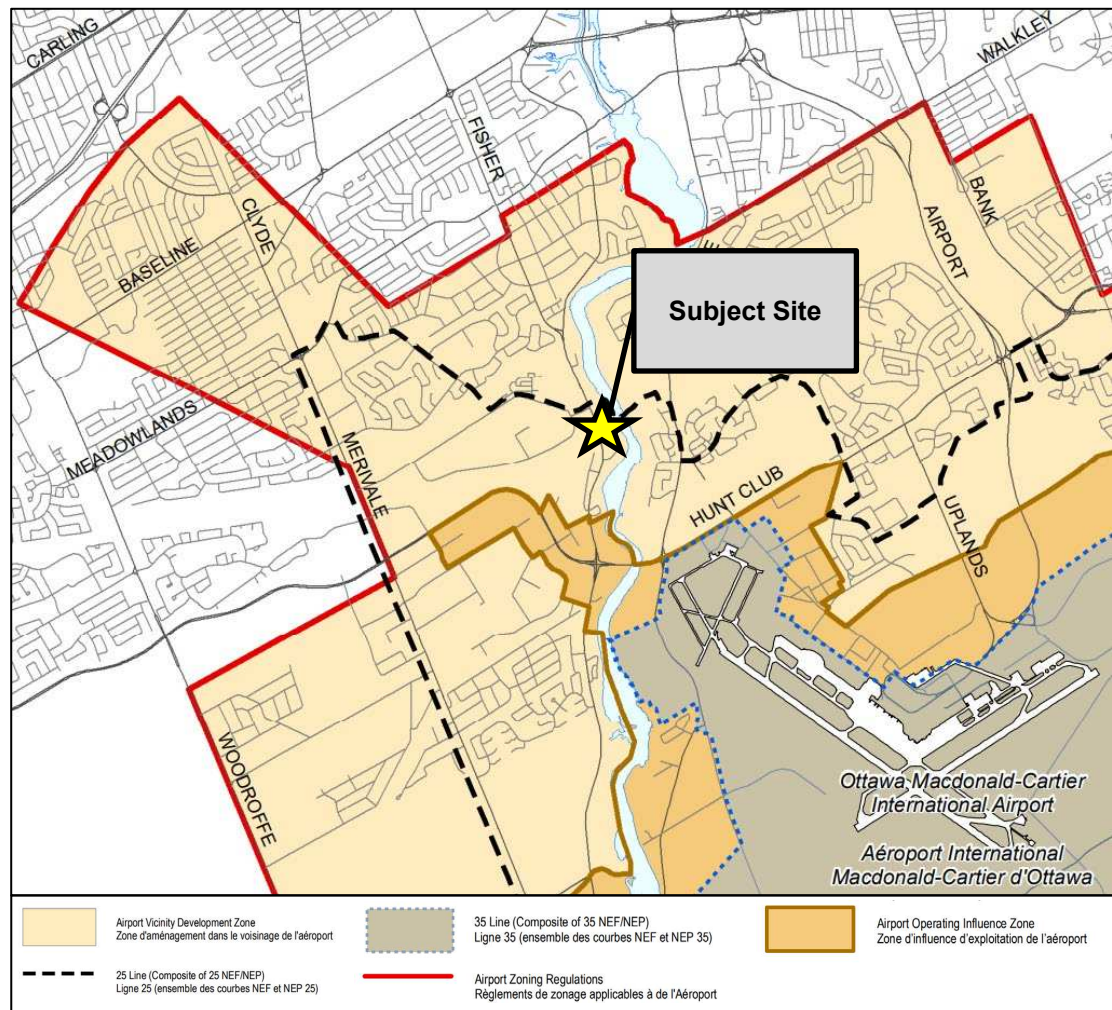 CARLING
WALKLEY
FISHER
CLYDE
BANK
BASELINE
AIRPORT
Subject Site
MEADOWLANDS
MERIVALE
HUNT CLUB
UPLANDS
WOODROFFE
Ottawa Macdonald-Cartier
International Airport
Aéroport International
Macdonald-Cartier d'Ottawa
Airport Vicinity Development Zone
Zone d'aménagement dans le voisinage de l'aéroport
35 Line (Composite of 35 NEF/NEP)
Ligne 35 (ensemble des courbes NEF et NEP 35)
Airport Operating Influence Zone
Zone d'influence d'exploitation de l'aéroport
25 Line (Composite of 25 NEF/NEP)
Ligne 25 (ensemble des courbes NEF et NEP 25)
Airport Zoning Regulations
Règlements de zonage applicables à de l'Aéroport